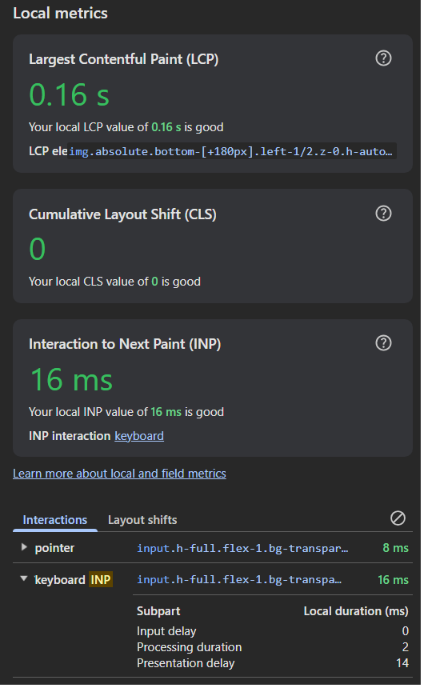 Local metrics
Largest Contentful Paint (LCP)
0.16 s
Your local LCP value of 0.16 s is good
LCP ele img.absolute.bottom-[+180px].left-1/2.z-0.h-auto…
Cumulative Layout Shift (CLS)
0
Your local CLS value of 0 is good
Interaction to Next Paint (INP)
16 ms
Your local INP value of 16 ms is good
INP interaction keyboard
Learn more about local and field metrics
Interactions Layout shifts
pointer input.h-full.flex-1.bg-transpar… 8 ms
keyboard INP input.h-full.flex-1.bg-transpa… 16 ms
Subpart Local duration (ms)
Input delay 0
Processing duration 2
Presentation delay 14